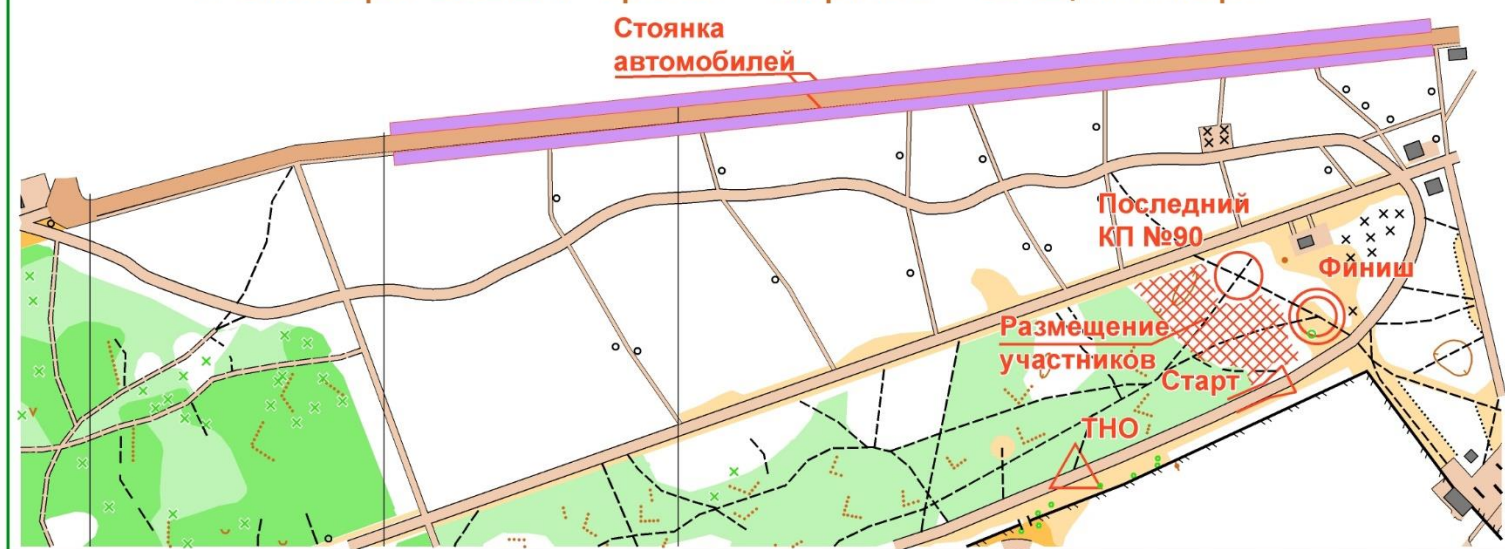 Стоянка
автомобилей
Последний
КП №90
Финиш
Размещение
участников
Старт
ТНО